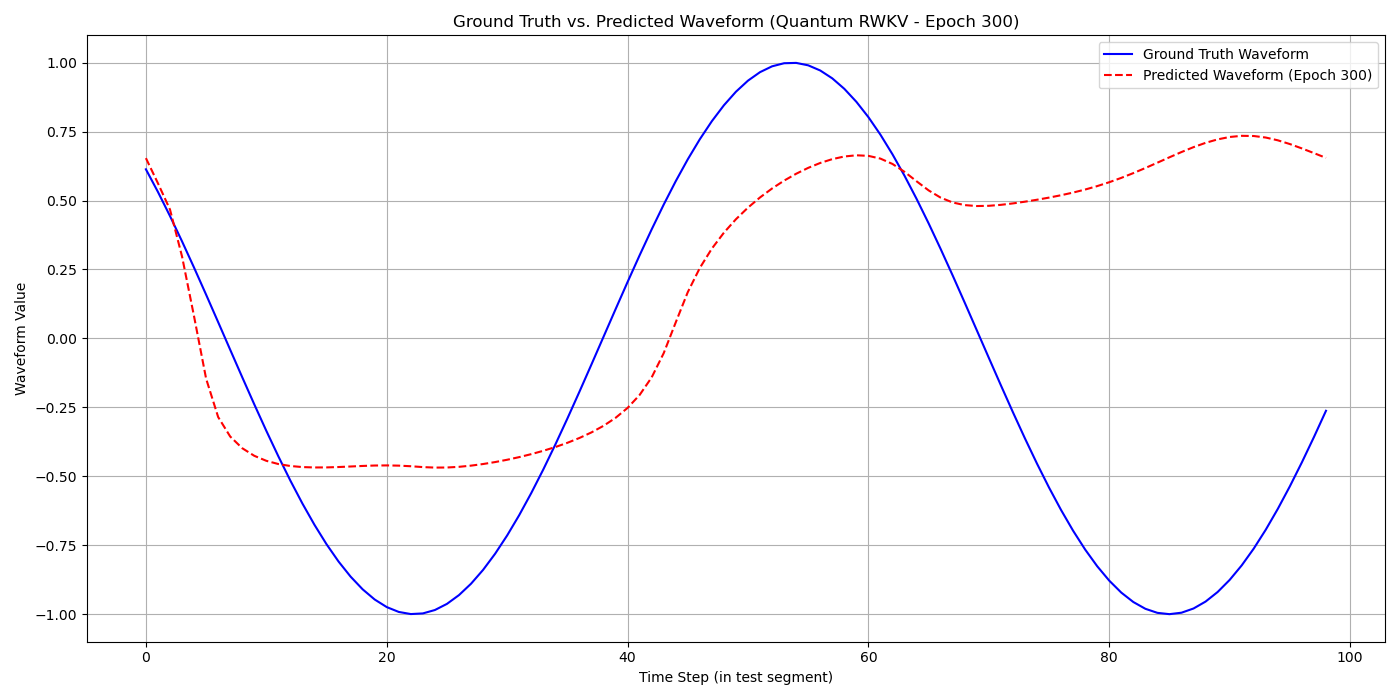 Ground Truth vs. Predicted Waveform (Quantum RWKV - Epoch 300)
Ground Truth Waveform
Predicted Waveform (Epoch 300)
Waveform Value
1.00
0.75
0.50
0.25
0.00
−0.25
−0.50
−0.75
−1.00
0 20 40 60 80 100
Time Step (in test segment)